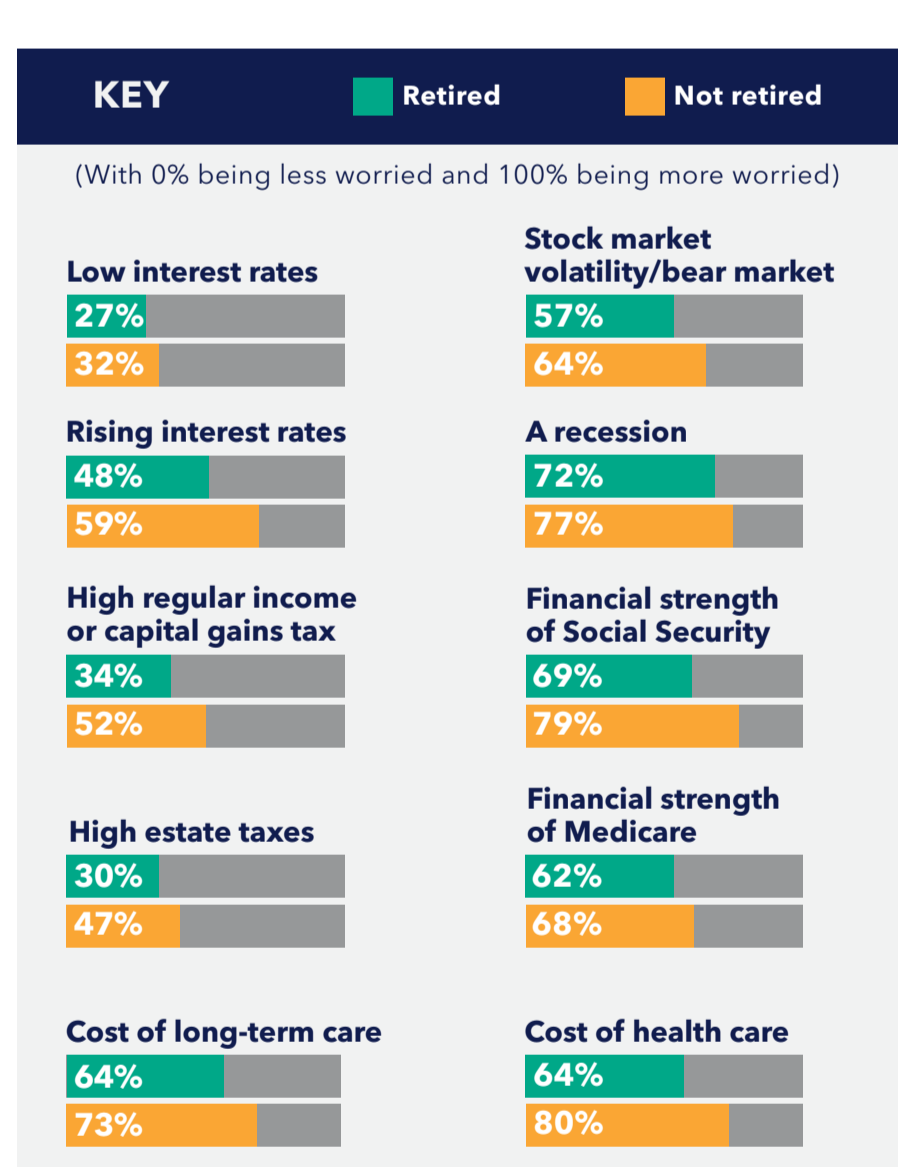 KEY
Retired
Not retired
(With 0% being less worried and 100% being more worried)
Low interest rates
27%
32%
Stock market
volatility/bear market
57%
64%
Rising interest rates
48%
59%
A recession
72%
77%
High regular income
or capital gains tax
34%
52%
Financial strength
of Social Security
69%
79%
High estate taxes
30%
47%
Financial strength
of Medicare
62%
68%
Cost of long-term care
64%
73%
Cost of health care
64%
80%